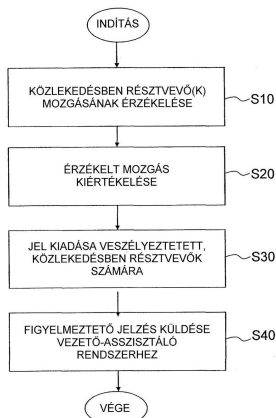 INDÍTÁS
KÖZLEKEDÉSBEN RÉSZTVEVŐ(K)
MOZGÁSÁNAK ÉRZÉKELÉSE
S10
ÉRZÉKELT MOZGÁS
KIÉRTÉKELÉSE
S20
JEL KIADÁSA VESZÉLYEZTETETT,
KÖZLEKEDÉSBEN RÉSZTVEVŐK
SZÁMÁRA
S30
FIGYELMEZTETŐ JELZÉS KÜLDÉSE
VEZETŐ-ASSZISZTÁLÓ
RENDSZERHEZ
S40
VÉGE